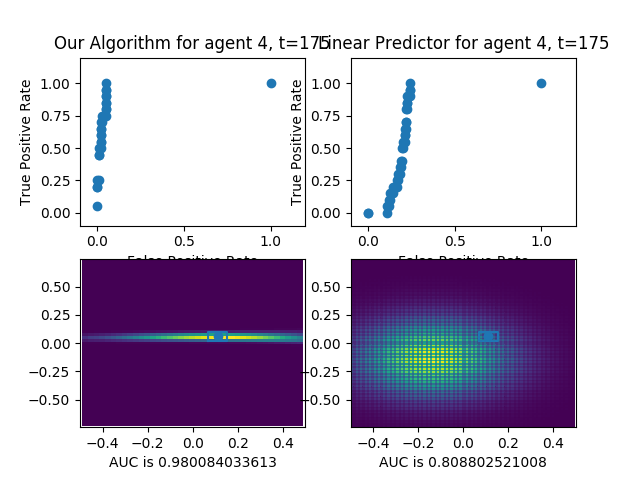 Our Algorithm for agent 4, t=175
Linear Predictor for agent 4, t=175
True Positive Rate
1.00
0.75
0.50
0.25
0.00
0.0 0.5 1.0
False Positive Rate
True Positive Rate
1.00
0.75
0.50
0.25
0.00
0.0 0.5 1.0
False Positive Rate
0.50
0.25
0.00
−0.25
−0.50
−0.4 −0.2 0.0 0.2 0.4
AUC is 0.980084033613
0.50
0.25
0.00
−0.25
−0.50
−0.4 −0.2 0.0 0.2 0.4
AUC is 0.808802521008